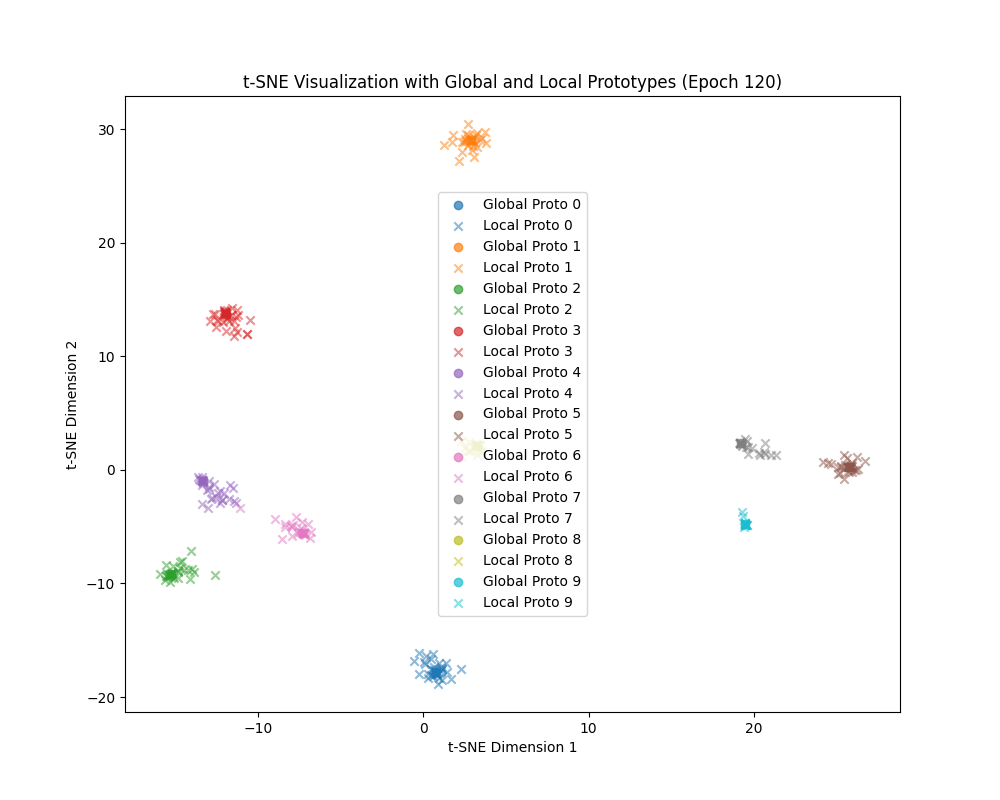 t-SNE Visualization with Global and Local Prototypes (Epoch 120)
30
20
10
0
−10
−20
t-SNE Dimension 2
Global Proto 0
Local Proto 0
Global Proto 1
Local Proto 1
Global Proto 2
Local Proto 2
Global Proto 3
Local Proto 3
Global Proto 4
Local Proto 4
Global Proto 5
Local Proto 5
Global Proto 6
Local Proto 6
Global Proto 7
Local Proto 7
Global Proto 8
Local Proto 8
Global Proto 9
Local Proto 9
−10 0 10 20
t-SNE Dimension 1